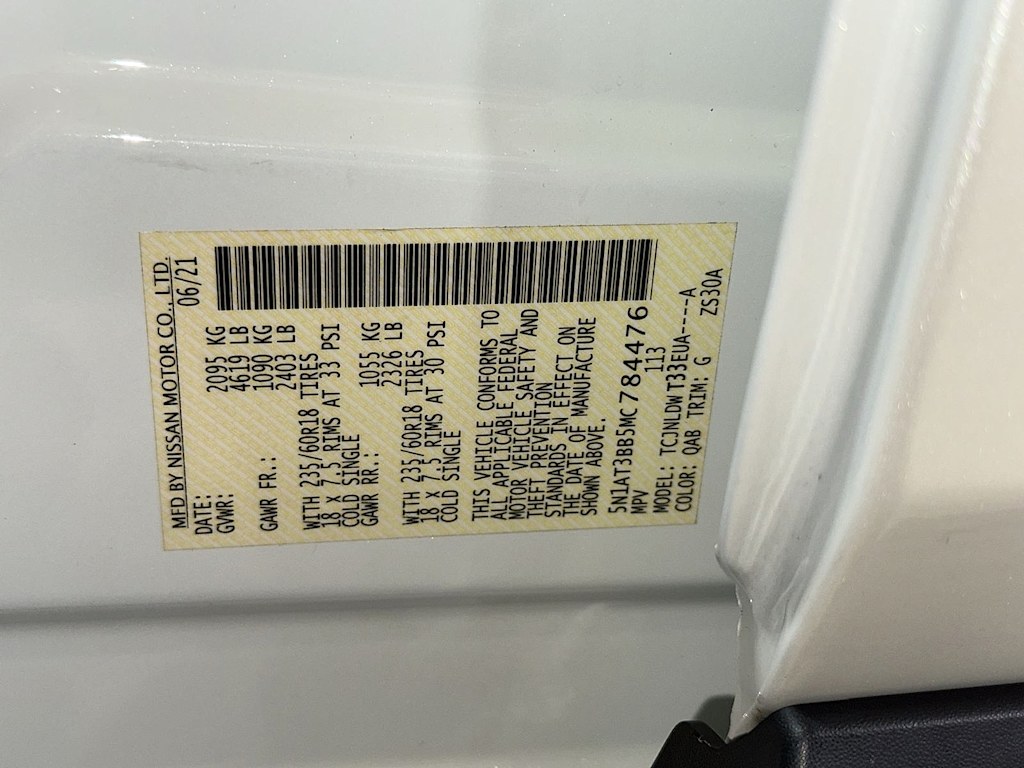 MFD BY NISSAN MOTOR CO., LTD.
DATE: 06/21
GVWR: 2095 KG
4619 LB
GAWR FR.: 1090 KG
2403 LB
WITH 235/60R18 TIRES
18 X 7.5 RIMS AT 33 PSI
COLD SINGLE
GAWR RR.: 1055 KG
2326 LB
WITH 235/60R18 TIRES
18 X 7.5 RIMS AT 30 PSI
COLD SINGLE
THIS VEHICLE CONFORMS TO
ALL APPLICABLE FEDERAL
MOTOR VEHICLE SAFETY AND
THEFT PREVENTION
STANDARDS IN EFFECT ON
THE DATE OF MANUFACTURE
SHOWN ABOVE.
5N1AT3BB5MC784476
MPV 113
MODEL: TCJNLDW T33EUA----A
COLOR: QAB TRIM: G ZS30A